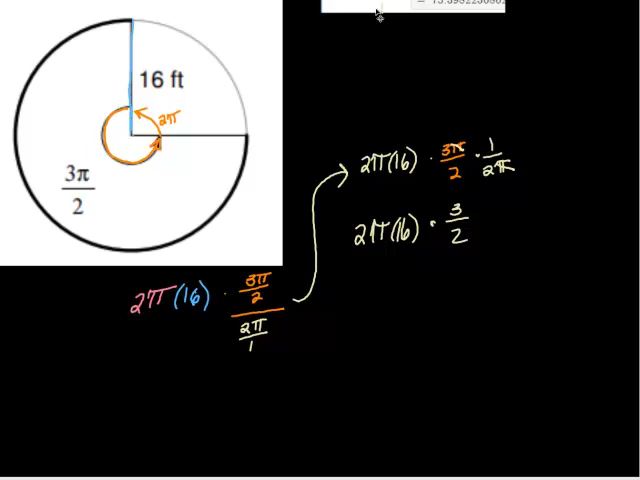 16 ft
2π
3π
2
2π(16) · 3π/2 · 1/2π
2π(16) · 3/2
2π(16) · 3π/2
2π/1